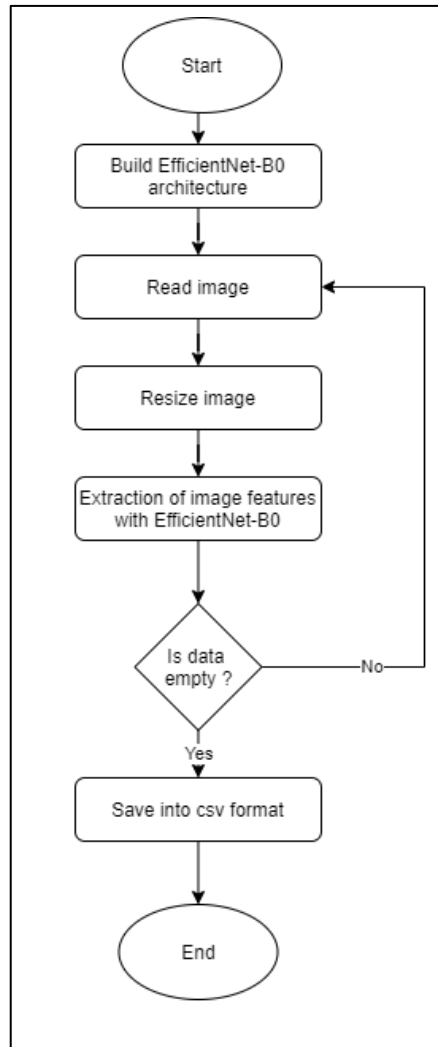 Start
Build EfficientNet-B0
architecture
Read image
Resize image
Extraction of image features
with EfficientNet-B0
Is data
empty ?
No
Yes
Save into csv format
End